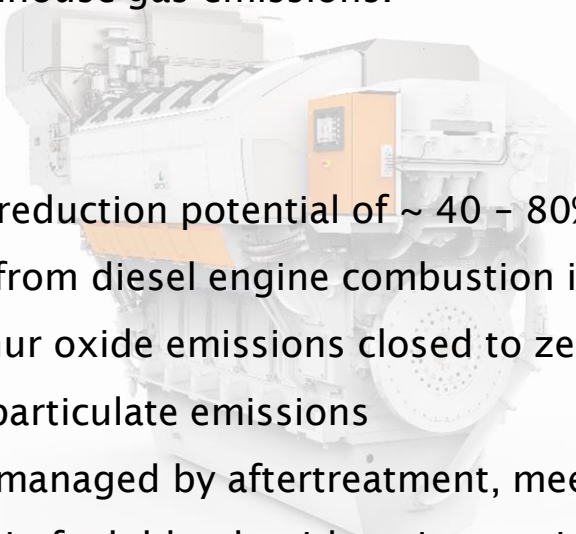 house gas emissions.
reduction potential of ~ 40 – 80%
from diesel engine combustion i
ur oxide emissions closed to ze
particulate emissions
managed by aftertreatment, mee